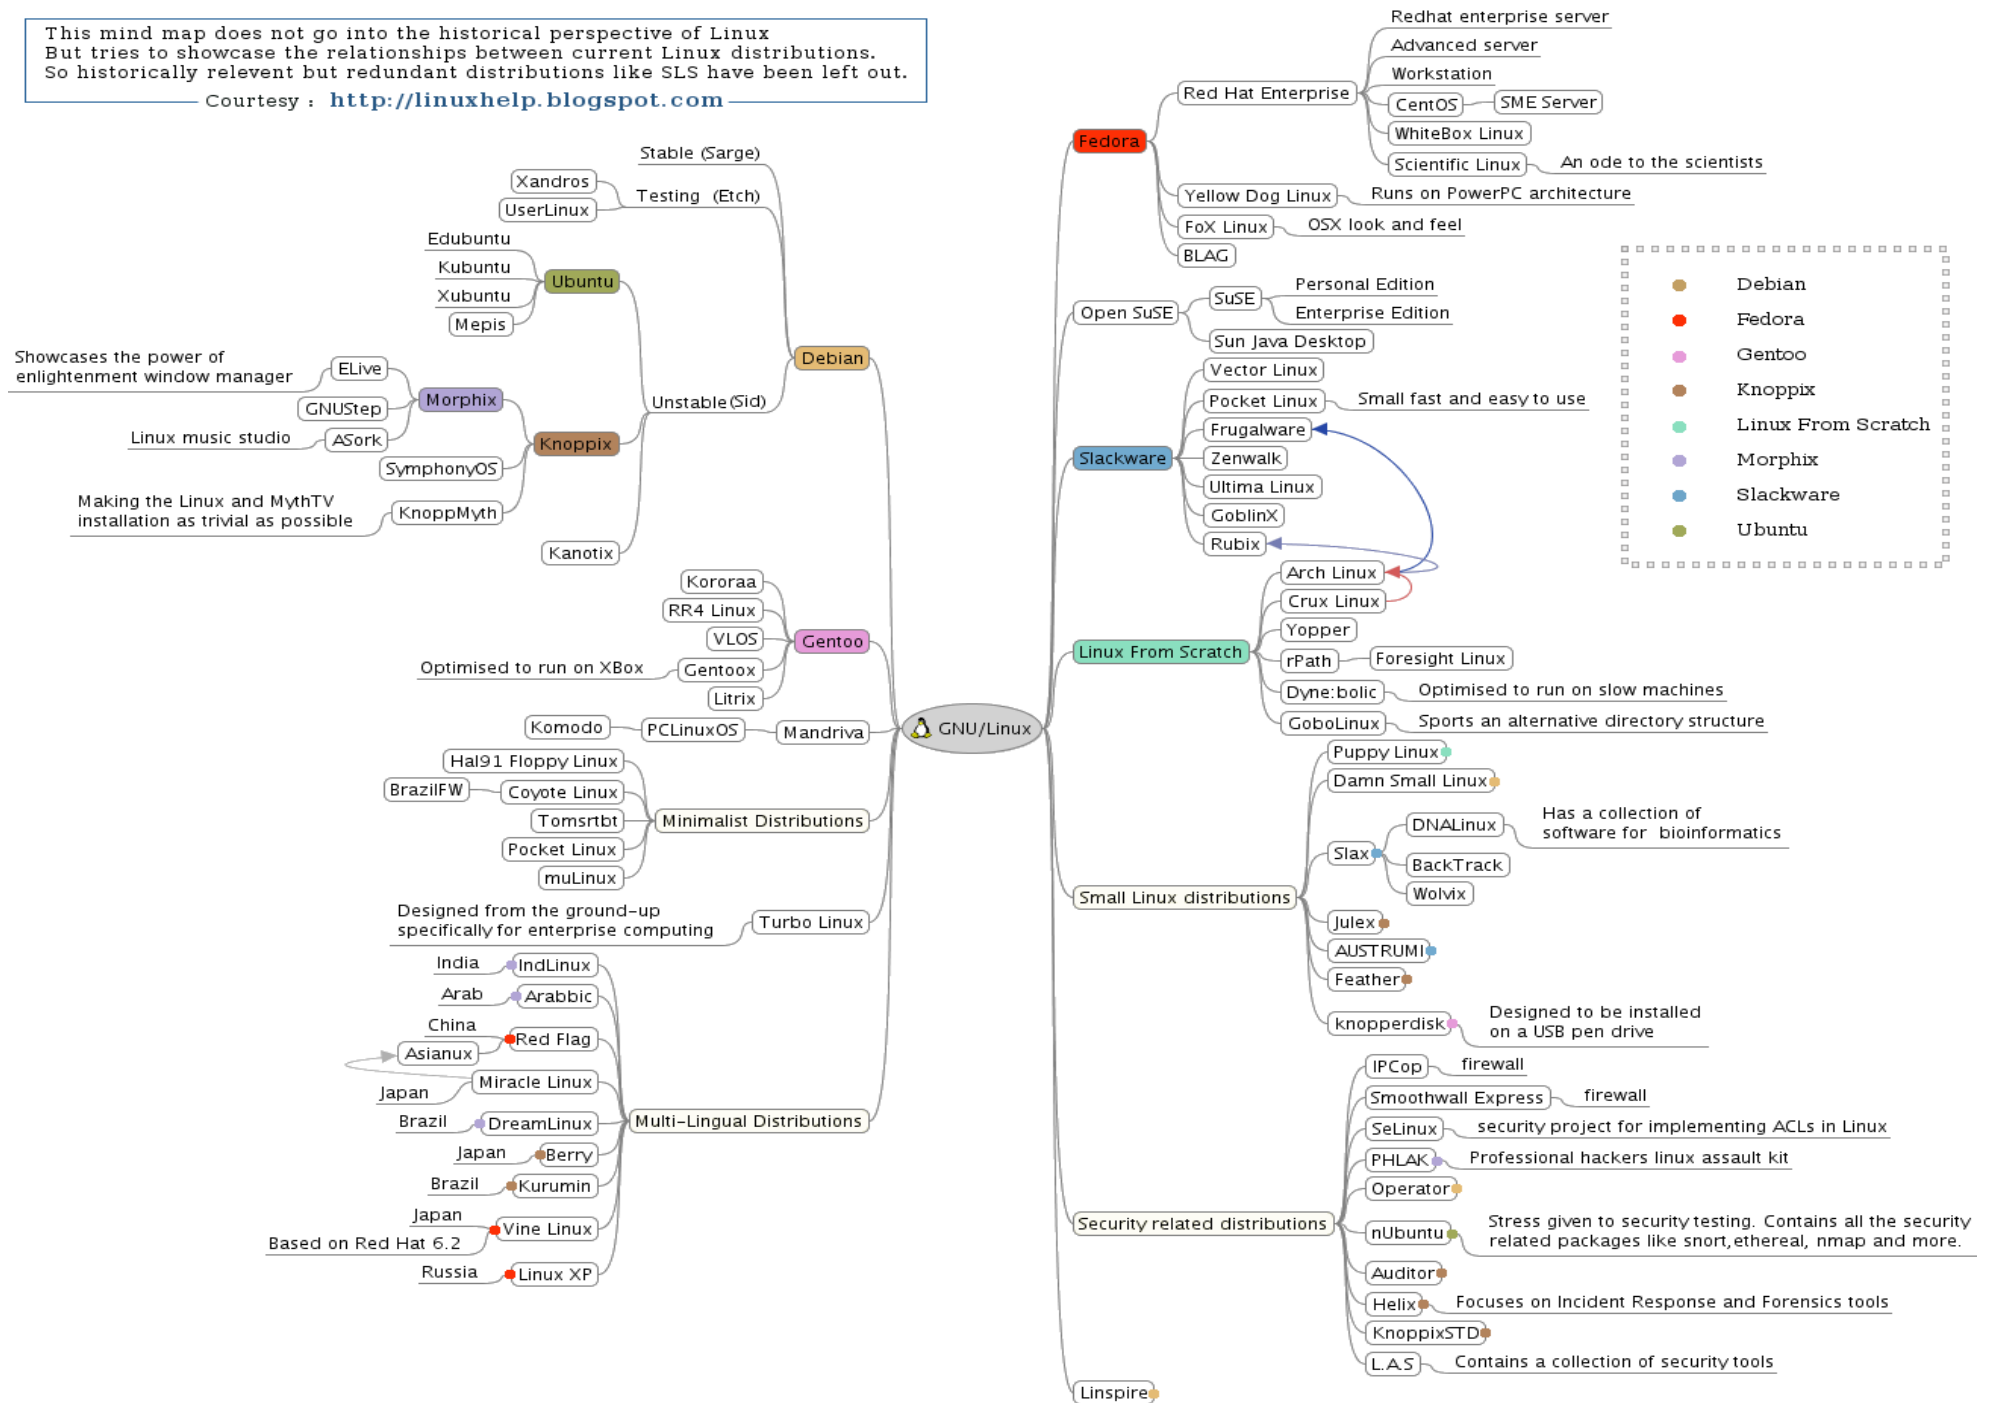 This mind map does not go into the historical perspective of Linux
But tries to showcase the relationships between current Linux distributions.
So historically relevent but redundant distributions like SLS have been left out.
Courtesy : http://linuxhelp.blogspot.com
Stable (Sarge)
Xandros
Testing (Etch)
UserLinux
Edubuntu
Kubuntu
Ubuntu
Xubuntu
Mepis
Debian
Showcases the power of
enlightenment window manager
ELive
Morphix
Unstable(Sid)
GNUStep
Linux music studio
ASork
Knoppix
SymphonyOS
Making the Linux and MythTV
installation as trivial as possible
KnoppMyth
Kanotix
Kororaa
RR4 Linux
VLOS
Gentoo
Optimised to run on XBox
Gentoox
Litrix
Komodo
PCLinuxOS
Mandriva
GNU/Linux
Hal91 Floppy Linux
BrazilFW
Coyote Linux
Tomsrtbt
Minimalist Distributions
Pocket Linux
muLinux
Designed from the ground-up
specifically for enterprise computing
Turbo Linux
India
IndLinux
Arab
Arabbic
China
Red Flag
Asianux
Miracle Linux
Japan
Brazil
DreamLinux
Multi-Lingual Distributions
Japan
Berry
Brazil
Kurumin
Japan
Vine Linux
Based on Red Hat 6.2
Russia
Linux XP
Redhat enterprise server
Advanced server
Workstation
Red Hat Enterprise
CentOS
SME Server
WhiteBox Linux
Fedora
Scientific Linux
An ode to the scientists
Yellow Dog Linux
Runs on PowerPC architecture
FoX Linux
OSX look and feel
BLAG
Personal Edition
SuSE
Open SuSE
Enterprise Edition
Sun Java Desktop
Vector Linux
Pocket Linux
Small fast and easy to use
Frugalware
Slackware
Zenwalk
Ultima Linux
GoblinX
Rubix
Arch Linux
Crux Linux
Yopper
Linux From Scratch
rPath
Foresight Linux
Dyne:bolic
Optimised to run on slow machines
GoboLinux
Sports an alternative directory structure
Puppy Linux
Damn Small Linux
DNALinux
Has a collection of
software for bioinformatics
Slax
BackTrack
Wolvix
Small Linux distributions
Julex
AUSTRUMI
Feather
knopperdisk
Designed to be installed
on a USB pen drive
IPCop
firewall
Smoothwall Express
firewall
SeLinux
security project for implementing ACLs in Linux
PHLAK
Professional hackers linux assault kit
Operator
Security related distributions
nUbuntu
Stress given to security testing. Contains all the security
related packages like snort,ethereal, nmap and more.
Auditor
Helix
Focuses on Incident Response and Forensics tools
KnoppixSTD
L.A.S
Contains a collection of security tools
Linspire
Debian
Fedora
Gentoo
Knoppix
Linux From Scratch
Morphix
Slackware
Ubuntu